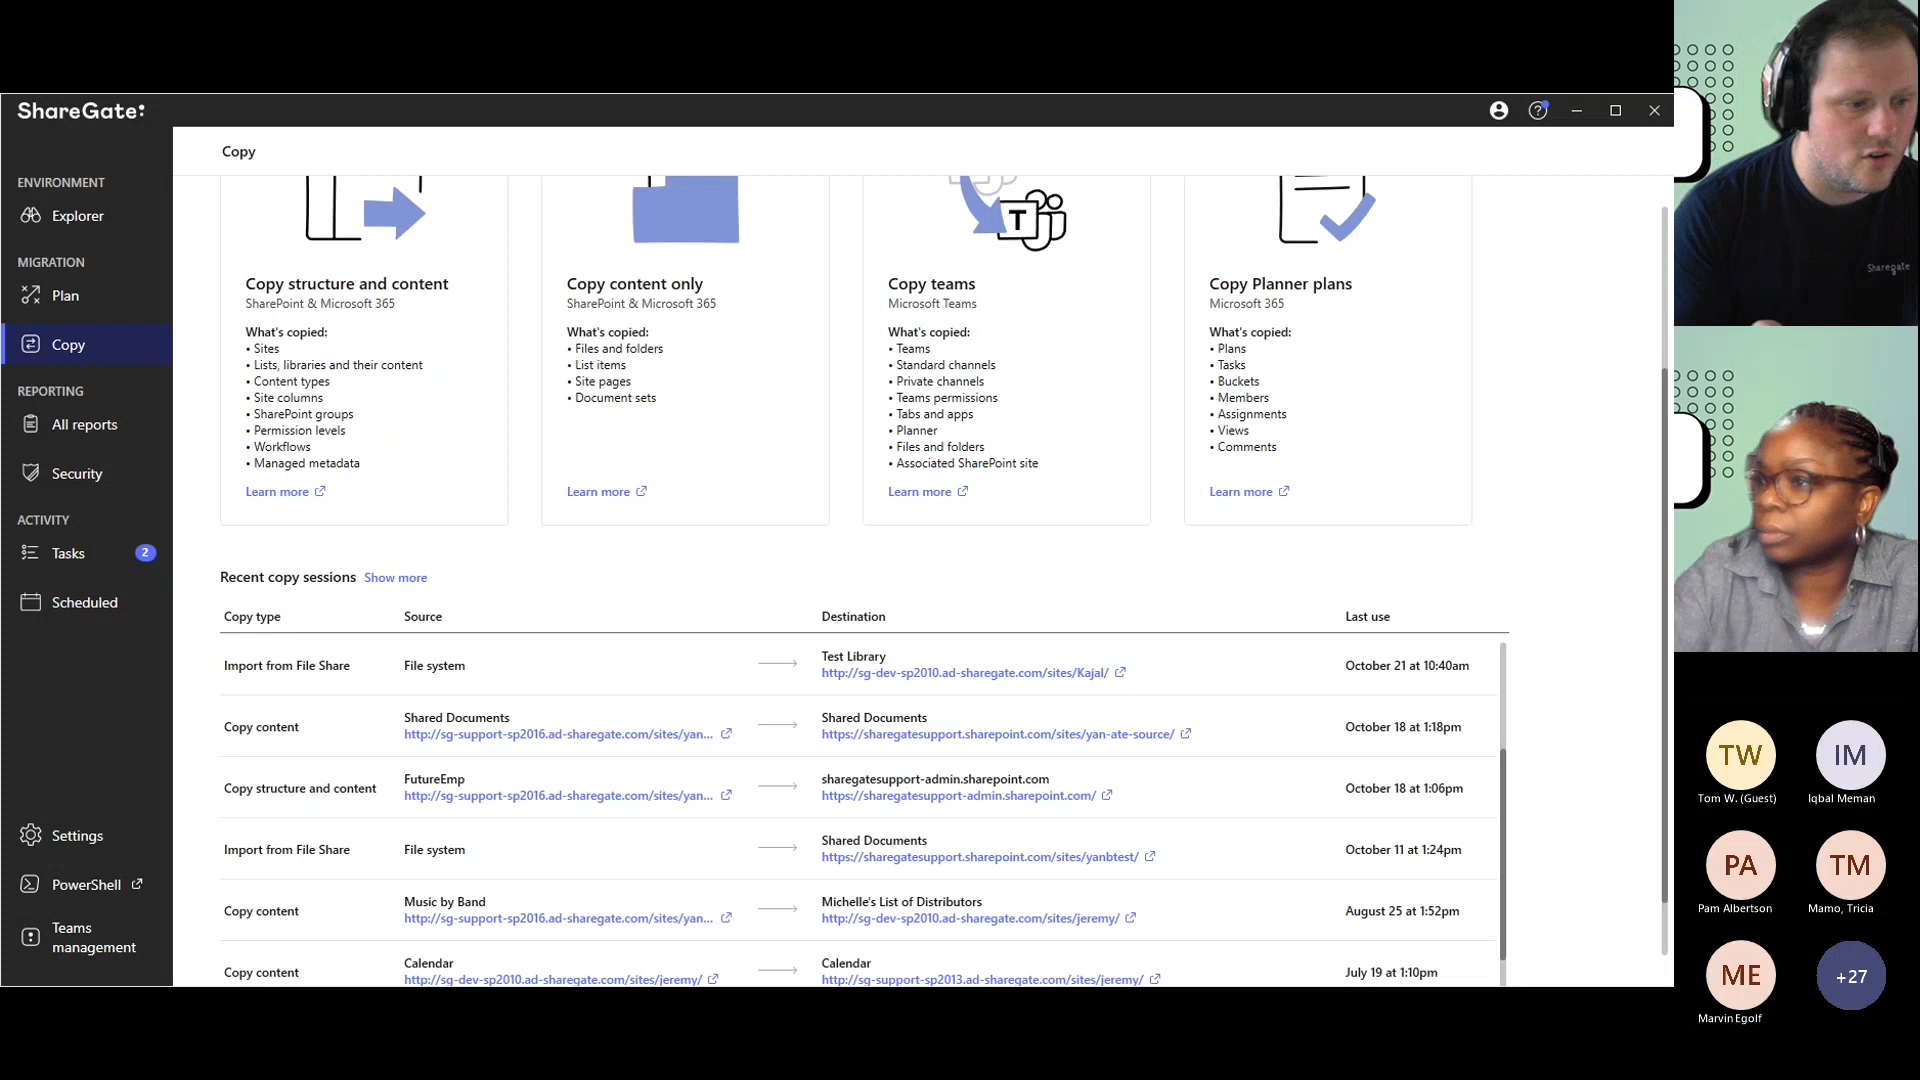 ShareGate:
Copy
ENVIRONMENT
Explorer
MIGRATION
Plan
Copy
REPORTING
All reports
Security
ACTIVITY
Tasks
2
Scheduled
Settings
PowerShell
Teams
management
Copy structure and content
SharePoint & Microsoft 365
What's copied:
• Sites
• Lists, libraries and their content
• Content types
• Site columns
• SharePoint groups
• Permission levels
• Workflows
• Managed metadata
Learn more
Copy content only
SharePoint & Microsoft 365
What's copied:
• Files and folders
• List items
• Site pages
• Document sets
Learn more
T
Copy teams
Microsoft Teams
What's copied:
• Teams
• Standard channels
• Private channels
• Teams permissions
• Tabs and apps
• Planner
• Files and folders
• Associated SharePoint site
Learn more
Copy Planner plans
Microsoft 365
What's copied:
• Plans
• Tasks
• Buckets
• Members
• Assignments
• Views
• Comments
Learn more
Recent copy sessions Show more
Copy type Source Destination Last use
Import from File Share File system Test Library October 21 at 10:40am
http://sg-dev-sp2010.ad-sharegate.com/sites/Kajal/
Copy content Shared Documents Shared Documents October 18 at 1:18pm
http://sg-support-sp2016.ad-sharegate.com/sites/yan... https://sharegatesupport.sharepoint.com/sites/yan-ate-source/
Copy structure and content FutureEmp sharegatesupport-admin.sharepoint.com October 18 at 1:06pm
http://sg-support-sp2016.ad-sharegate.com/sites/yan... https://sharegatesupport-admin.sharepoint.com/
Import from File Share File system Shared Documents October 11 at 1:24pm
https://sharegatesupport.sharepoint.com/sites/yanbtest/
Copy content Music by Band Michelle's List of Distributors August 25 at 1:52pm
http://sg-support-sp2016.ad-sharegate.com/sites/yan... http://sg-dev-sp2010.ad-sharegate.com/sites/jeremy/
Copy content Calendar Calendar July 19 at 1:10pm
http://sg-dev-sp2010.ad-sharegate.com/sites/jeremy/ http://sg-support-sp2013.ad-sharegate.com/sites/jeremy/
Sharegate
TW IM
Tom W. (Guest) Iqbal Meman
PA TM
Pam Albertson Mamo, Tricia
ME +27
Marvin Egolf